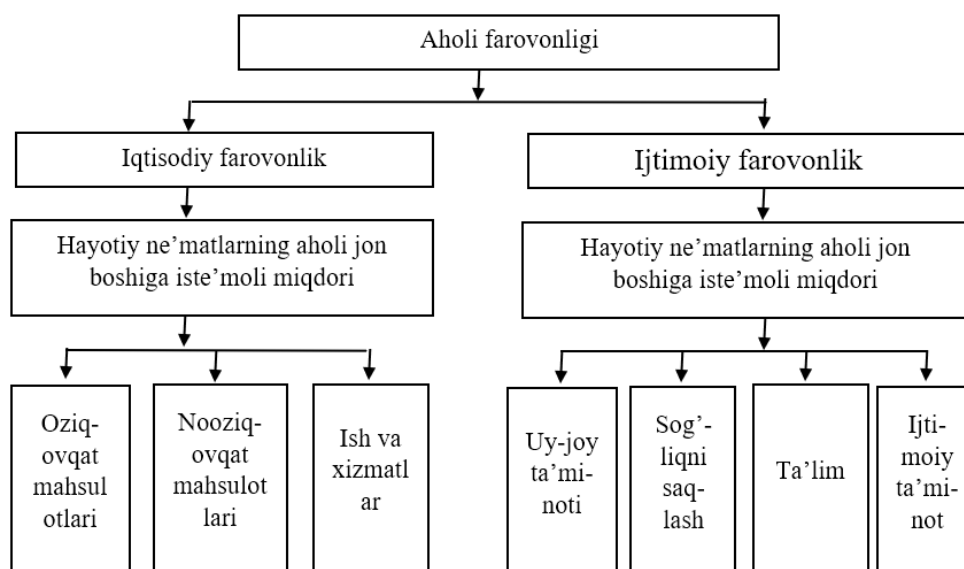 Aholi farovonligi
Iqtisodiy farovonlik
Ijtimoiy farovonlik
Hayotiy ne’matlarning aholi jon
boshiga iste’moli miqdori
Hayotiy ne’matlarning aholi jon
boshiga iste’moli miqdori
Oziq-
ovqat
mahsul
otlari
Nooziq-
ovqat
mahsulot
lari
Ish va
xizmatl
ar
Uy-joy
ta’mi-
noti
Sog’-
liqni
saq-
lash
Ta’lim
Ijti-
moiy
ta’mi-
not